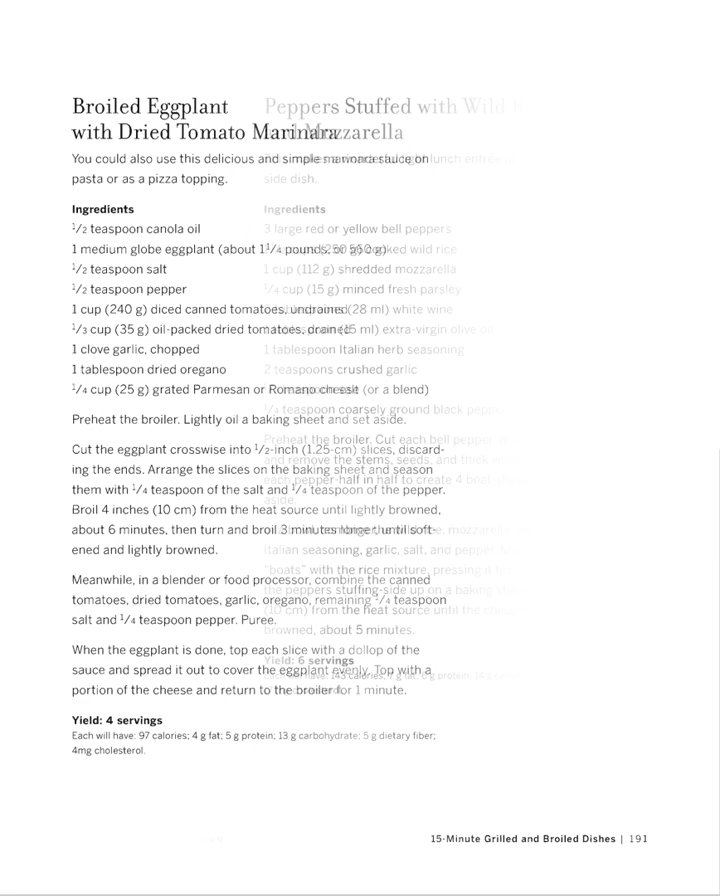 Broiled Eggplant
with Dried Tomato Marinara
You could also use this delicious and simple marinara sauce on
pasta or as a pizza topping.
Ingredients
1/2 teaspoon canola oil
1 medium globe eggplant (about 1 1/4 pounds, or 560 g)
1/2 teaspoon salt
1/2 teaspoon pepper
1 cup (240 g) diced canned tomatoes, undrained
1/3 cup (35 g) oil-packed dried tomatoes, drained
1 clove garlic, chopped
1 tablespoon dried oregano
1/4 cup (25 g) grated Parmesan or Romano cheese (or a blend)
Preheat the broiler. Lightly oil a baking sheet and set aside.
Cut the eggplant crosswise into 1/2-inch (1.25-cm) slices, discard-
ing the ends. Arrange the slices on the baking sheet and season
them with 1/4 teaspoon of the salt and 1/4 teaspoon of the pepper.
Broil 4 inches (10 cm) from the heat source until lightly browned,
about 6 minutes, then turn and broil 3 minutes longer, until soft-
ened and lightly browned.
Meanwhile, in a blender or food processor, combine the canned
tomatoes, dried tomatoes, garlic, oregano, remaining 1/4 teaspoon
salt and 1/4 teaspoon pepper. Puree.
When the eggplant is done, top each slice with a dollop of the
sauce and spread it out to cover the eggplant evenly. Top with a
portion of the cheese and return to the broiler for 1 minute.
Yield: 4 servings
Each will have: 97 calories; 4 g fat; 5 g protein; 13 g carbohydrate; 5 g dietary fiber;
4mg cholesterol.
Peppers Stuffed with Wild
Mozzarella
lunch
side dish.
Ingredients
3 large red or yellow bell peppers
cooked wild rice
1 cup (112 g) shredded mozzarella
1/4 cup (15 g) minced fresh parsley
(28 ml) white wine
(15 ml) extra-virgin olive oil
1 tablespoon Italian herb seasoning
2 teaspoons crushed garlic
1/4 teaspoon coarsely ground black
Preheat the broiler. Cut each bell pepper
and remove the stems, seeds, and thick
each pepper-half in half to create 4 boat
aside.
Italian seasoning, garlic, salt, and pepper.
"boats" with the rice mixture, pressing
the peppers stuffing-side up on a baking
(10 cm) from the heat source until the
browned, about 5 minutes.
Yield: 6 servings
15-Minute Grilled and Broiled Dishes | 191